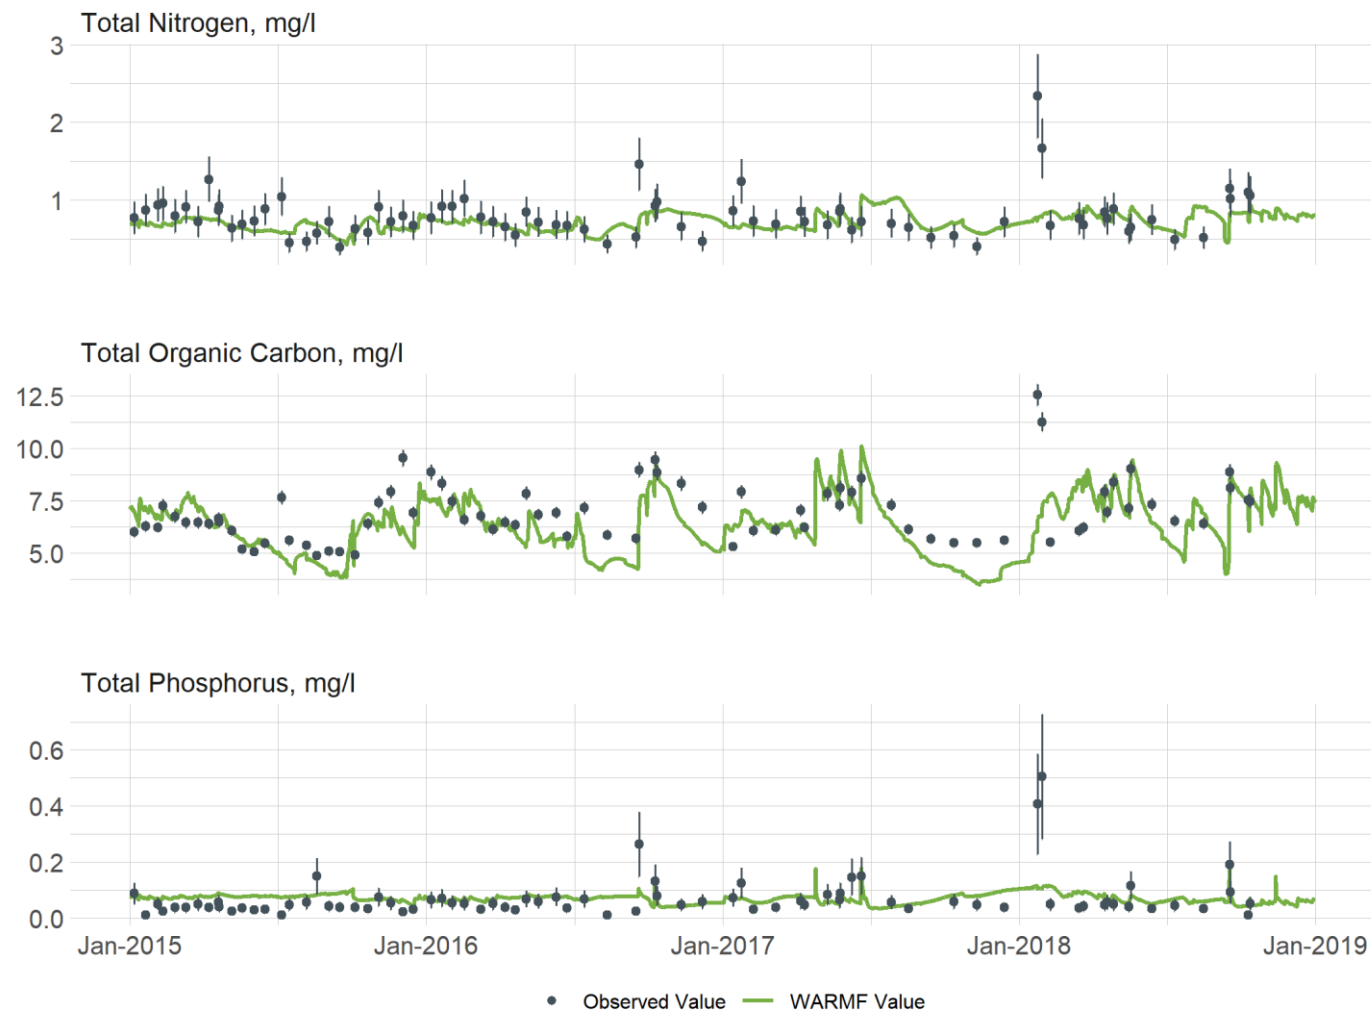 Total Nitrogen, mg/l
3
2
1
Total Organic Carbon, mg/l
12.5
10.0
7.5
5.0
Total Phosphorus, mg/l
0.6
0.4
0.2
0.0
Jan-2015 Jan-2016 Jan-2017 Jan-2018 Jan-2019
Observed Value WARMF Value